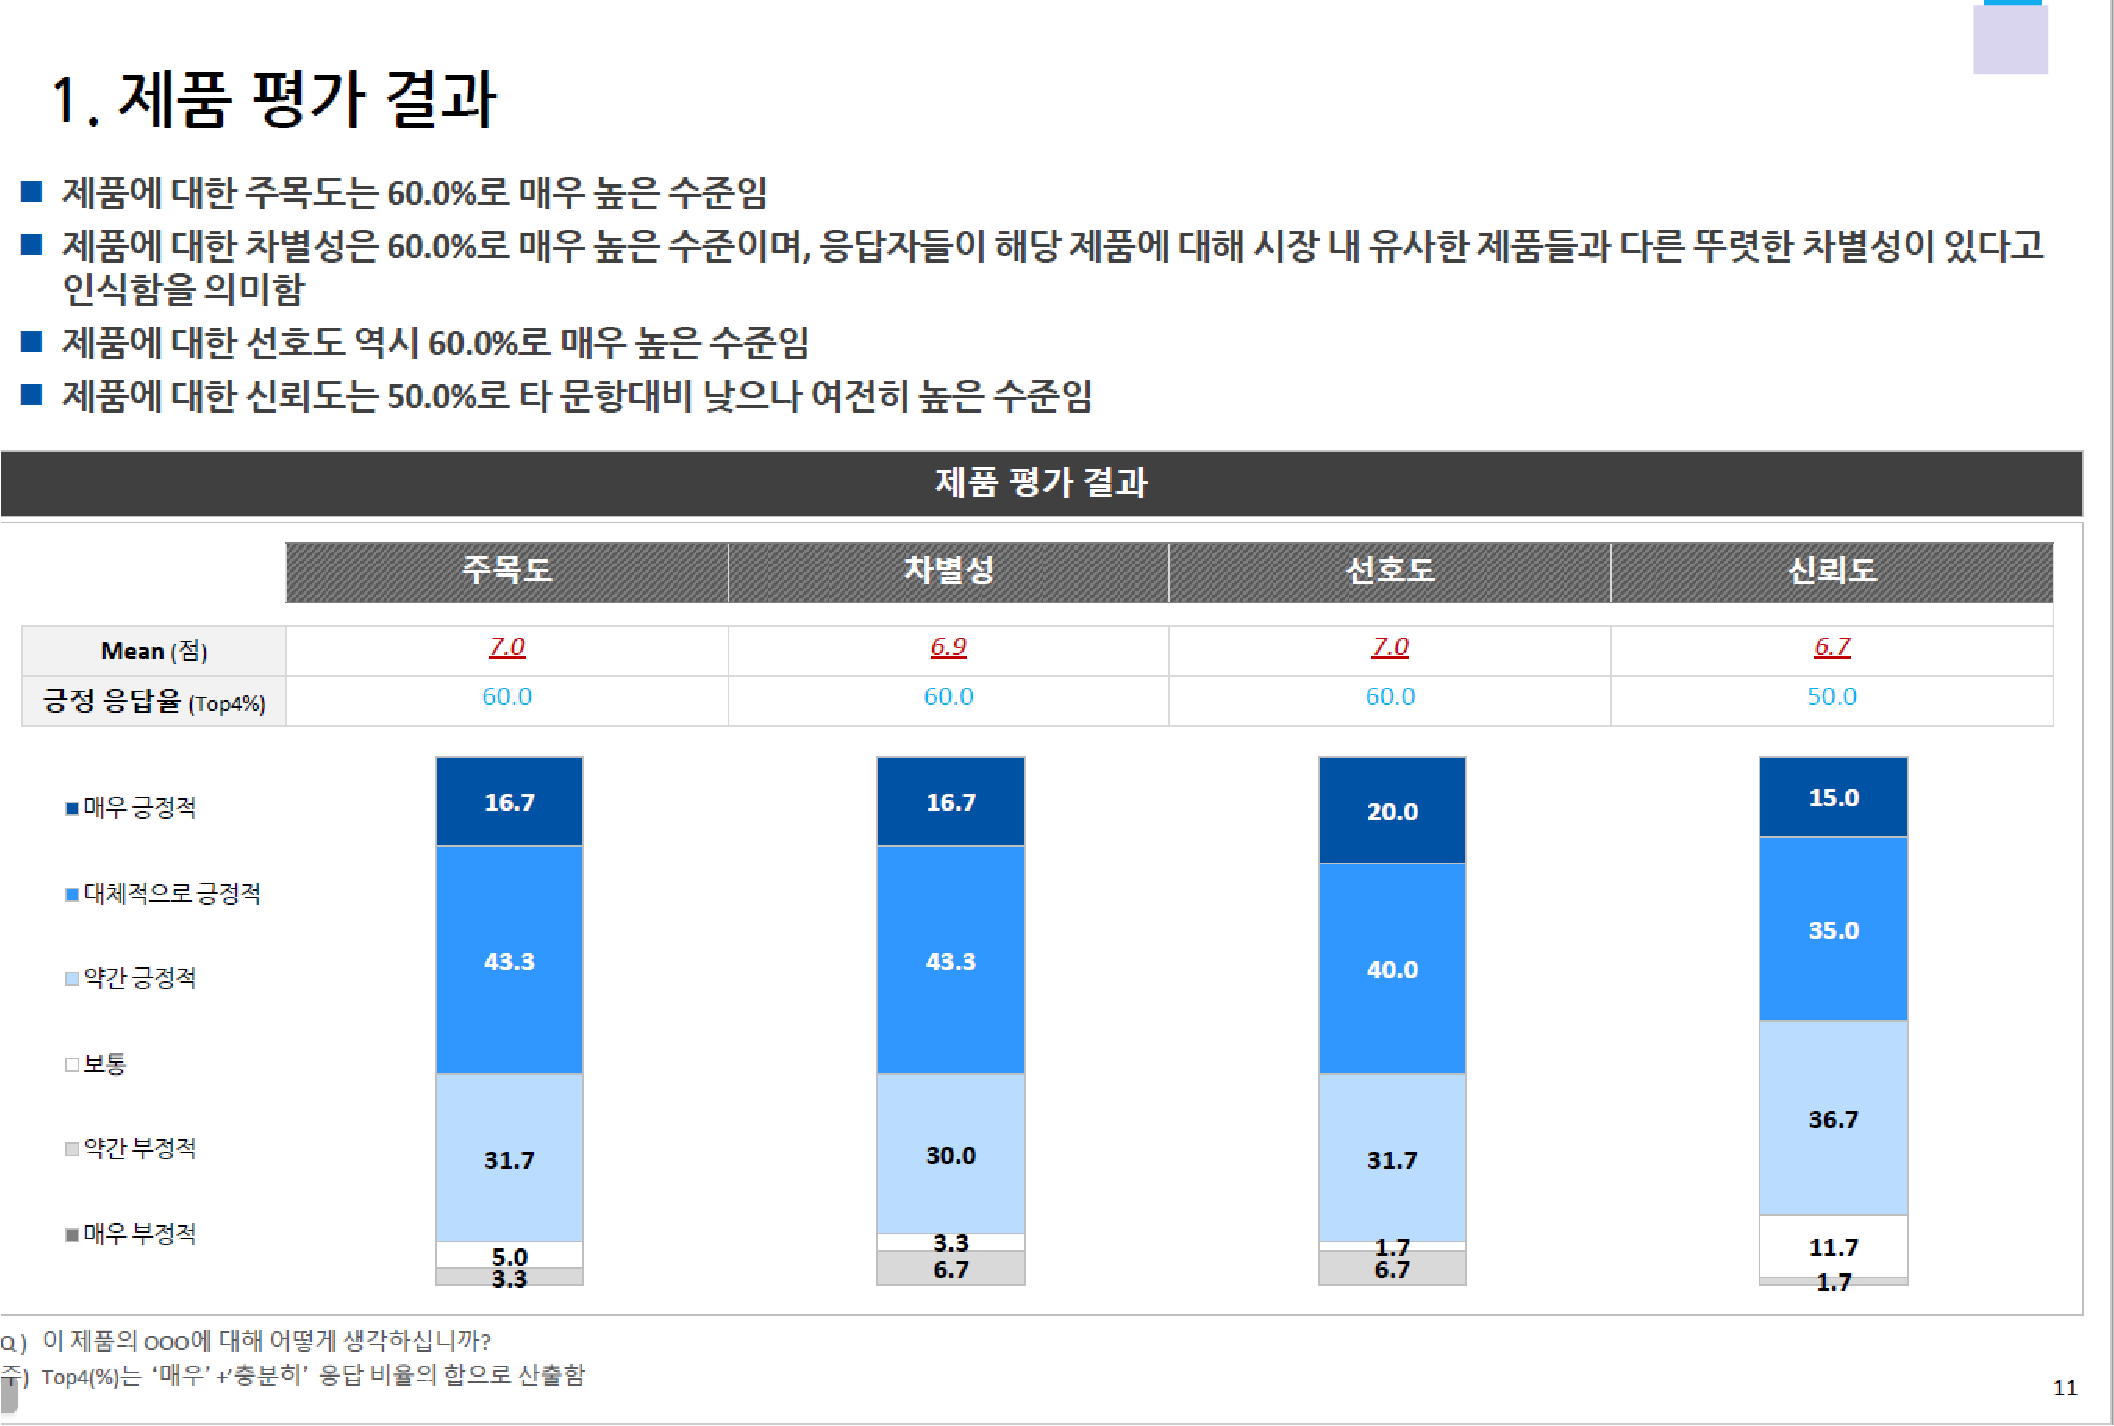 1. 제품 평가 결과
■ 제품에 대한 주목도는 60.0%로 매우 높은 수준임
■ 제품에 대한 차별성은 60.0%로 매우 높은 수준이며, 응답자들이 해당 제품에 대해 시장 내 유사한 제품들과 다른 뚜렷한 차별성이 있다고
인식함을 의미함
■ 제품에 대한 선호도 역시 60.0%로 매우 높은 수준임
■ 제품에 대한 신뢰도는 50.0%로 타 문항대비 낮으나 여전히 높은 수준임
제품 평가 결과
주목도 차별성 선호도 신뢰도
Mean (점) 7.0 6.9 7.0 6.7
긍정 응답율 (Top4%) 60.0 60.0 60.0 50.0
매우 긍정적 16.7 16.7 20.0 15.0
대체적으로 긍정적 43.3 43.3 40.0 35.0
약간 긍정적 31.7 30.0 31.7 36.7
보통 5.0 3.3 1.7 11.7
약간 부정적 3.3 6.7 6.7 1.7
매우 부정적
Q) 이 제품의 OOO에 대해 어떻게 생각하십니까?
주) Top4(%)는 ‘매우’ +‘충분히’ 응답 비율의 합으로 산출함
11